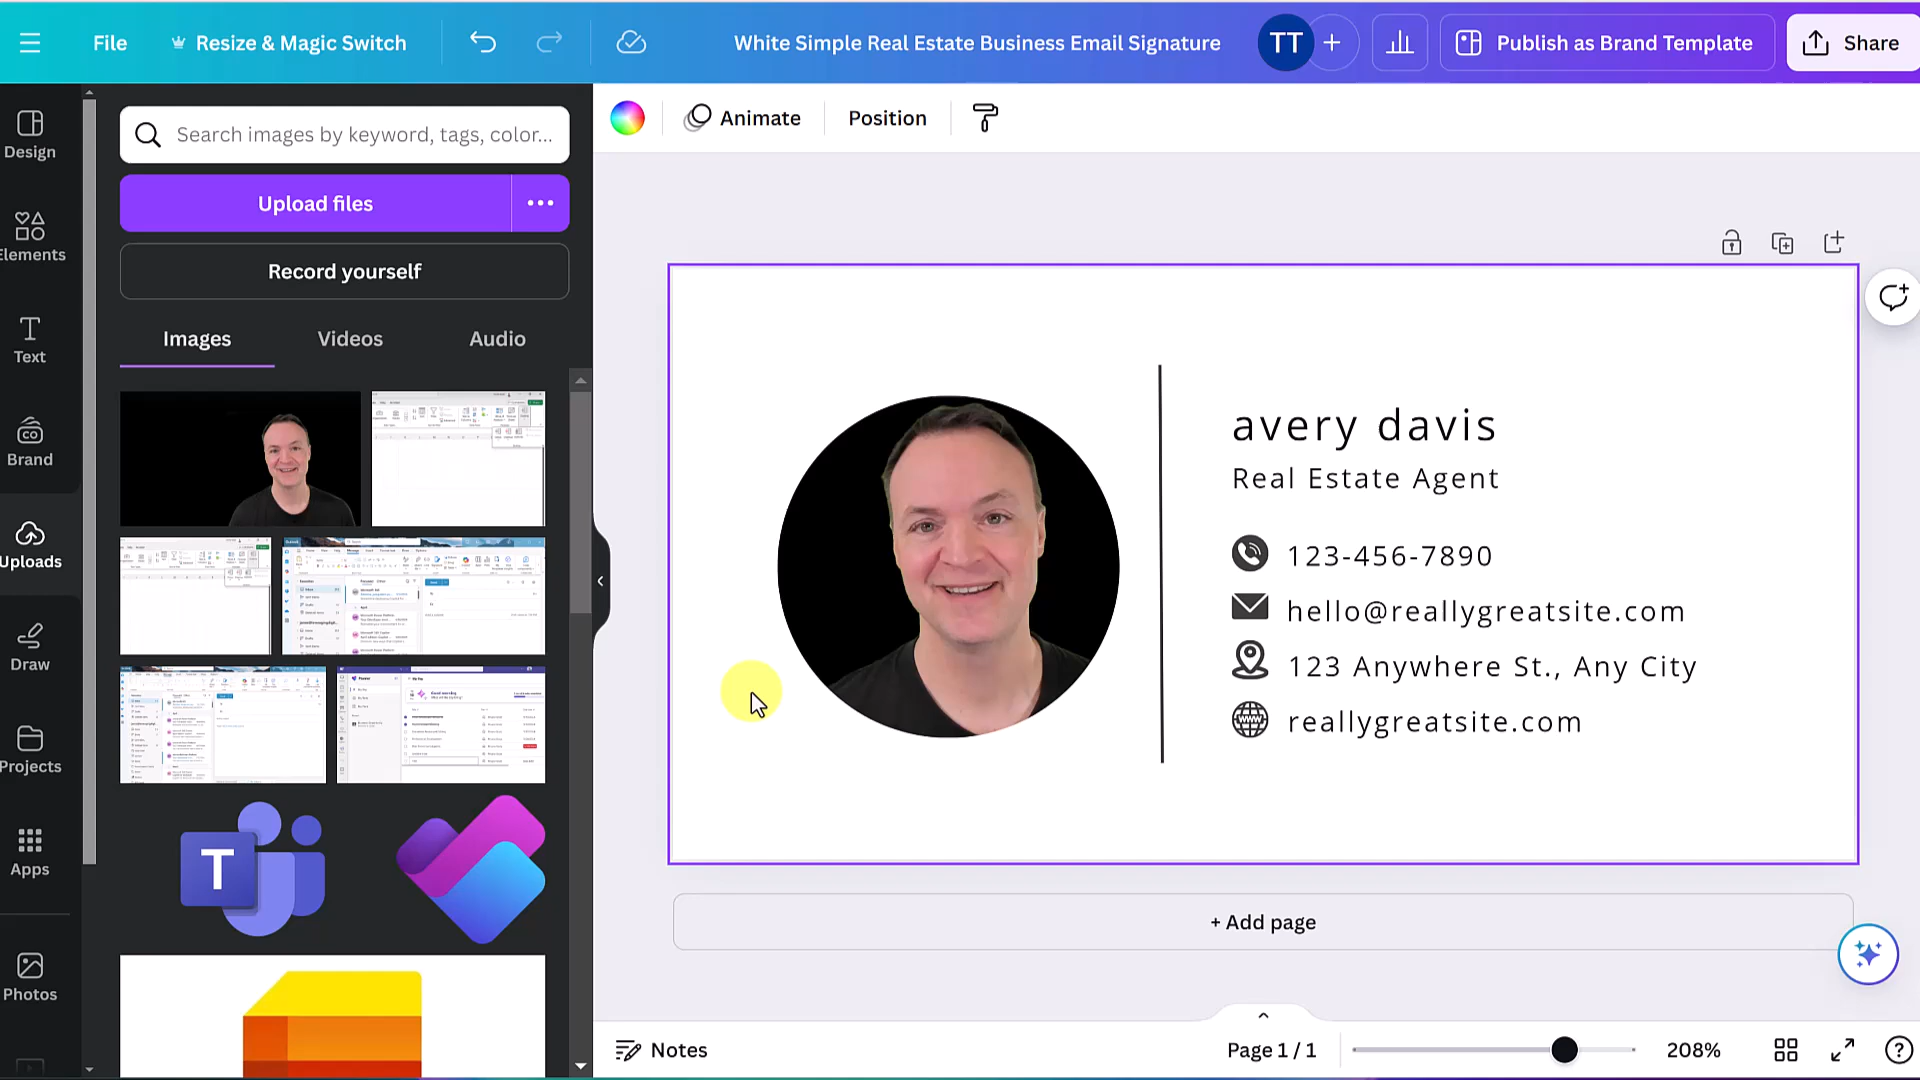 File
Resize & Magic Switch
White Simple Real Estate Business Email Signature
TT
Publish as Brand Template
Share
Design
Elements
Text
Brand
Uploads
Draw
Projects
Apps
Photos
Search images by keyword, tags, color...
Upload files
Record yourself
Images
Videos
Audio
T
Animate
Position
avery davis
Real Estate Agent
123-456-7890
hello@reallygreatsite.com
123 Anywhere St., Any City
www
reallygreatsite.com
+ Add page
Notes
Page 1 / 1
208%